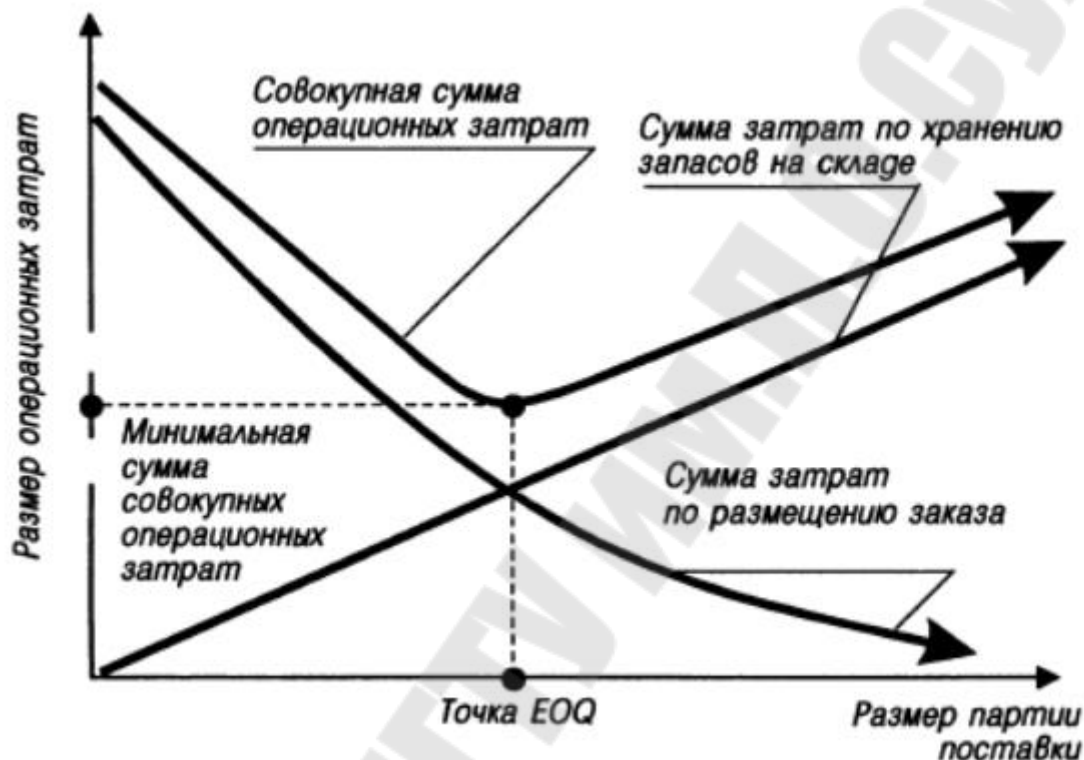 Размер операционных затрат
Совокупная сумма
операционных затрат
Сумма затрат по хранению
запасов на складе
Минимальная
сумма
совокупных
операционных
затрат
Сумма затрат
по размещению заказа
Точка EOQ
Размер партии
поставки